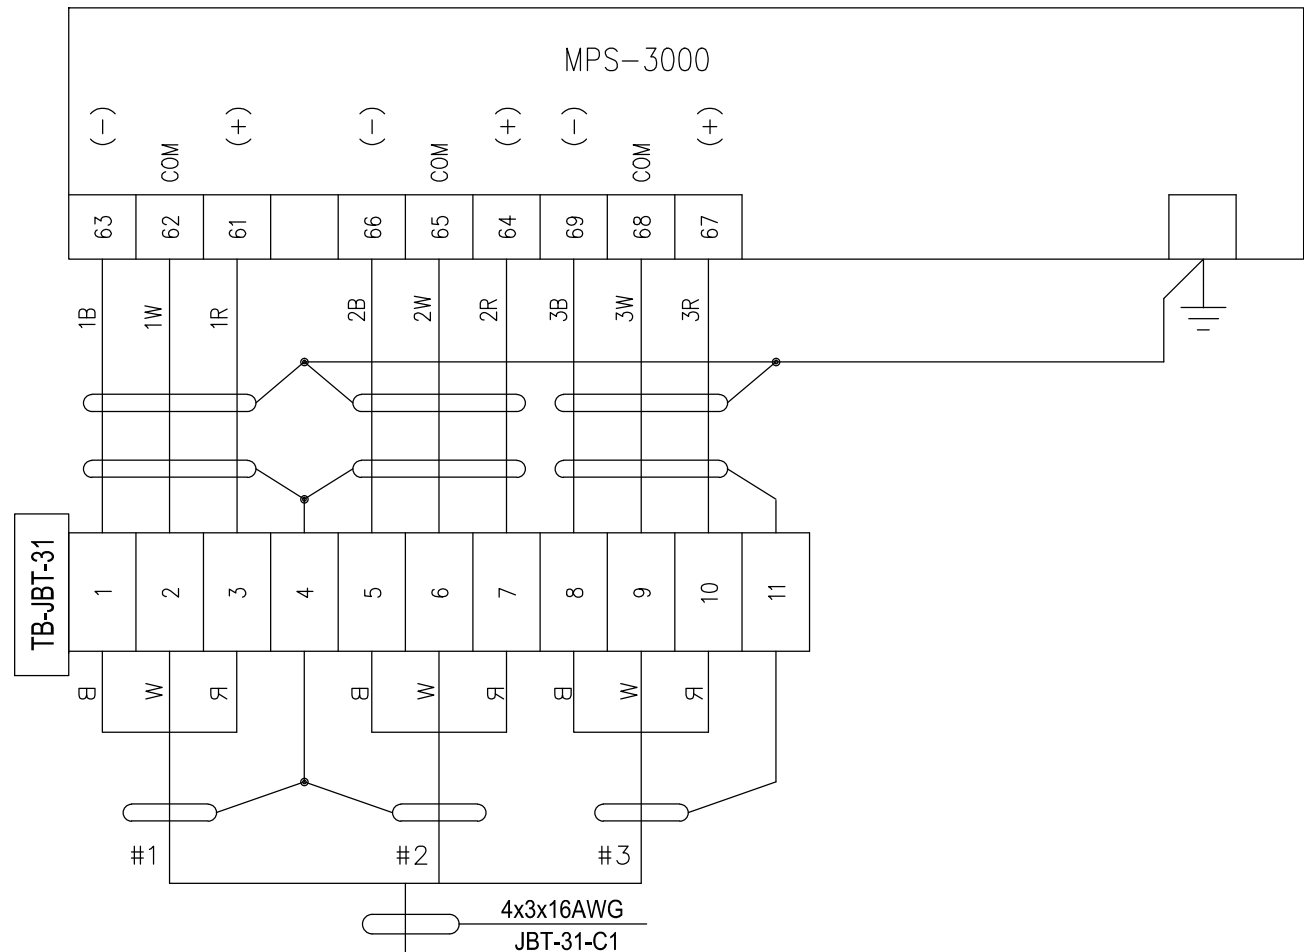 MPS-3000
(-) COM (+) (-) COM (+) (-) COM (+)
63 62 61 66 65 64 69 68 67
1B 1W 1R 2B 2W 2R 3B 3W 3R
TB-JBT-31
1 2 3 4 5 6 7 8 9 10 11
B W R B W R B W R
#1 #2 #3
4x3x16AWG
JBT-31-C1